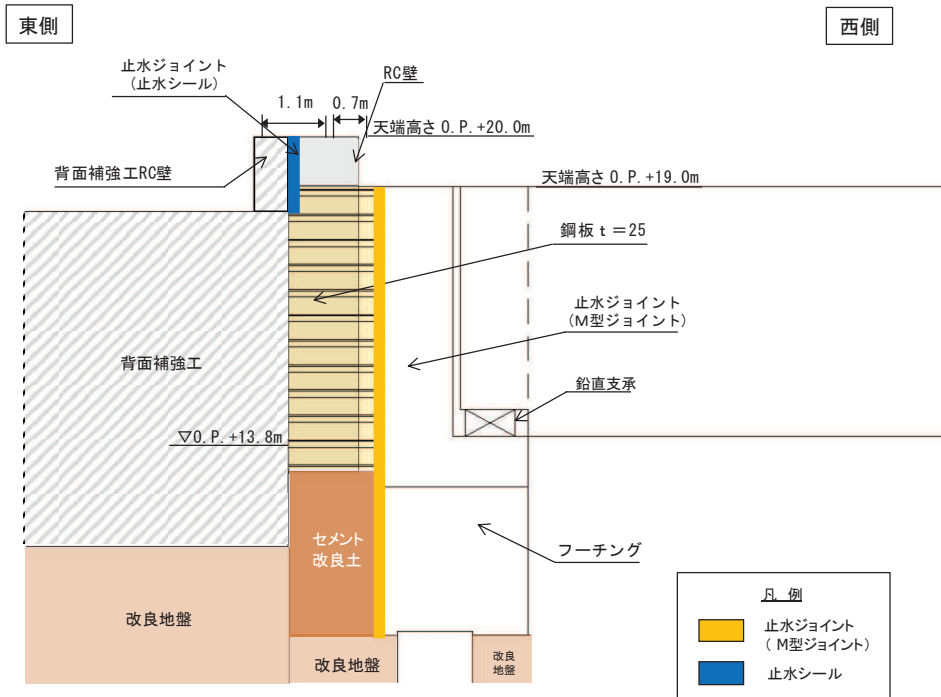 東側
西側
止水ジョイント
(止水シール)
RC壁
1.1m
0.7m
天端高さ O.P.+20.0m
背面補強工RC壁
天端高さ O.P.+19.0m
鋼板 t=25
止水ジョイント
(M型ジョイント)
背面補強工
鉛直支承
▽O.P.+13.8m
セメント
改良土
フーチング
改良地盤
改良地盤
改良
地盤
凡 例
止水ジョイント
( M型ジョイント)
止水シール